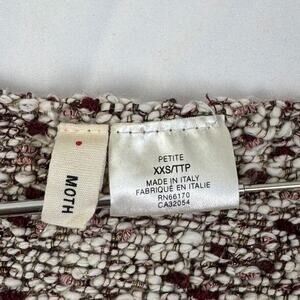 MOTH
PETITE
XXS/TTP
MADE IN ITALY
FABRIQUÉ EN ITALIE
RN66170
CA32054